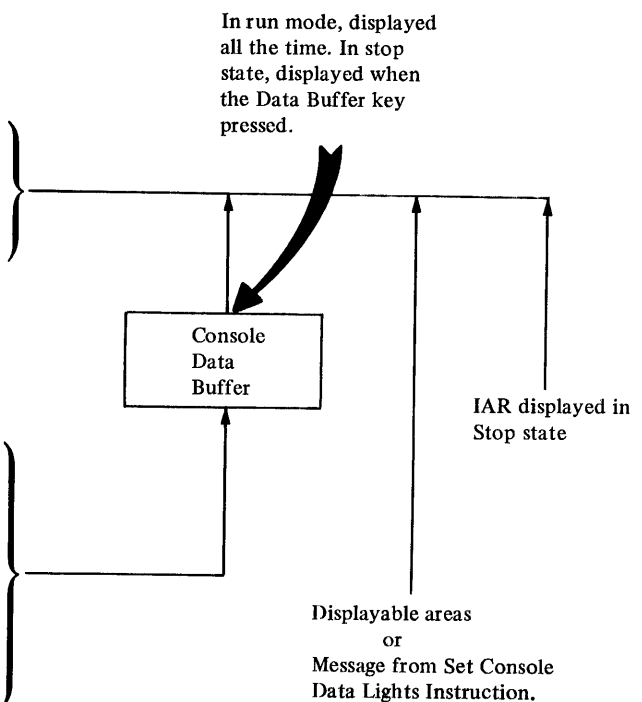 In run mode, displayed
all the time. In stop
state, displayed when
the Data Buffer key
pressed.
Console
Data
Buffer
IAR displayed in
Stop state
Displayable areas
or
Message from Set Console
Data Lights Instruction.